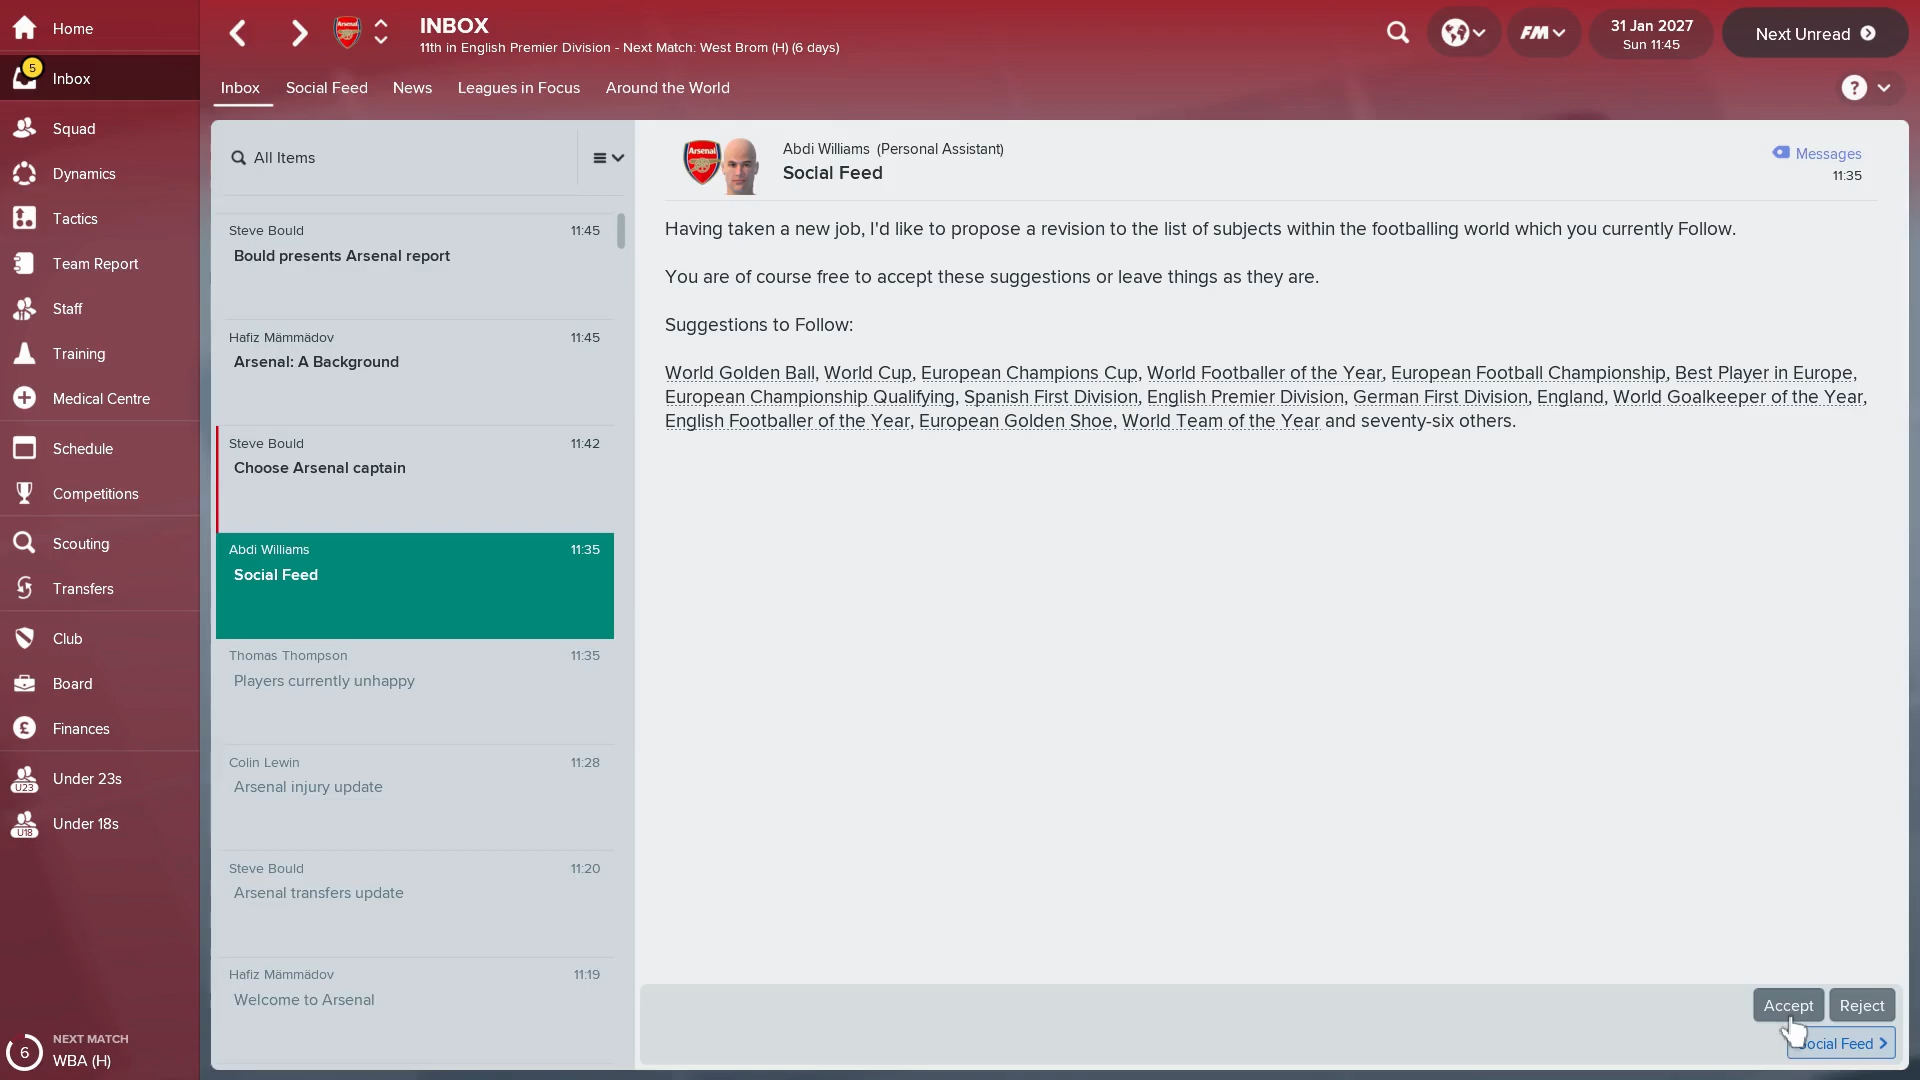 Home
5
Inbox
Squad
Dynamics
Tactics
Team Report
Staff
Training
Medical Centre
Schedule
Competitions
Scouting
Transfers
Club
Board
Finances
U23
Under 23s
U18
Under 18s
6
NEXT MATCH
WBA (H)
Arsenal
INBOX
11th in English Premier Division - Next Match: West Brom (H) (6 days)
FM
31 Jan 2027
Sun 11:45
Next Unread
Inbox
Social Feed
News
Leagues in Focus
Around the World
?
All Items
Steve Bould 11:45
Bould presents Arsenal report
Hafiz Mämmädov 11:45
Arsenal: A Background
Steve Bould 11:42
Choose Arsenal captain
Abdi Williams 11:35
Social Feed
Thomas Thompson 11:35
Players currently unhappy
Colin Lewin 11:28
Arsenal injury update
Steve Bould 11:20
Arsenal transfers update
Hafiz Mämmädov 11:19
Welcome to Arsenal
Arsenal
Abdi Williams (Personal Assistant)
Social Feed
Messages
11:35
Having taken a new job, I'd like to propose a revision to the list of subjects within the footballing world which you currently Follow.
You are of course free to accept these suggestions or leave things as they are.
Suggestions to Follow:
World Golden Ball, World Cup, European Champions Cup, World Footballer of the Year, European Football Championship, Best Player in Europe,
European Championship Qualifying, Spanish First Division, English Premier Division, German First Division, England, World Goalkeeper of the Year,
English Footballer of the Year, European Golden Shoe, World Team of the Year and seventy-six others.
Accept
Reject
Social Feed